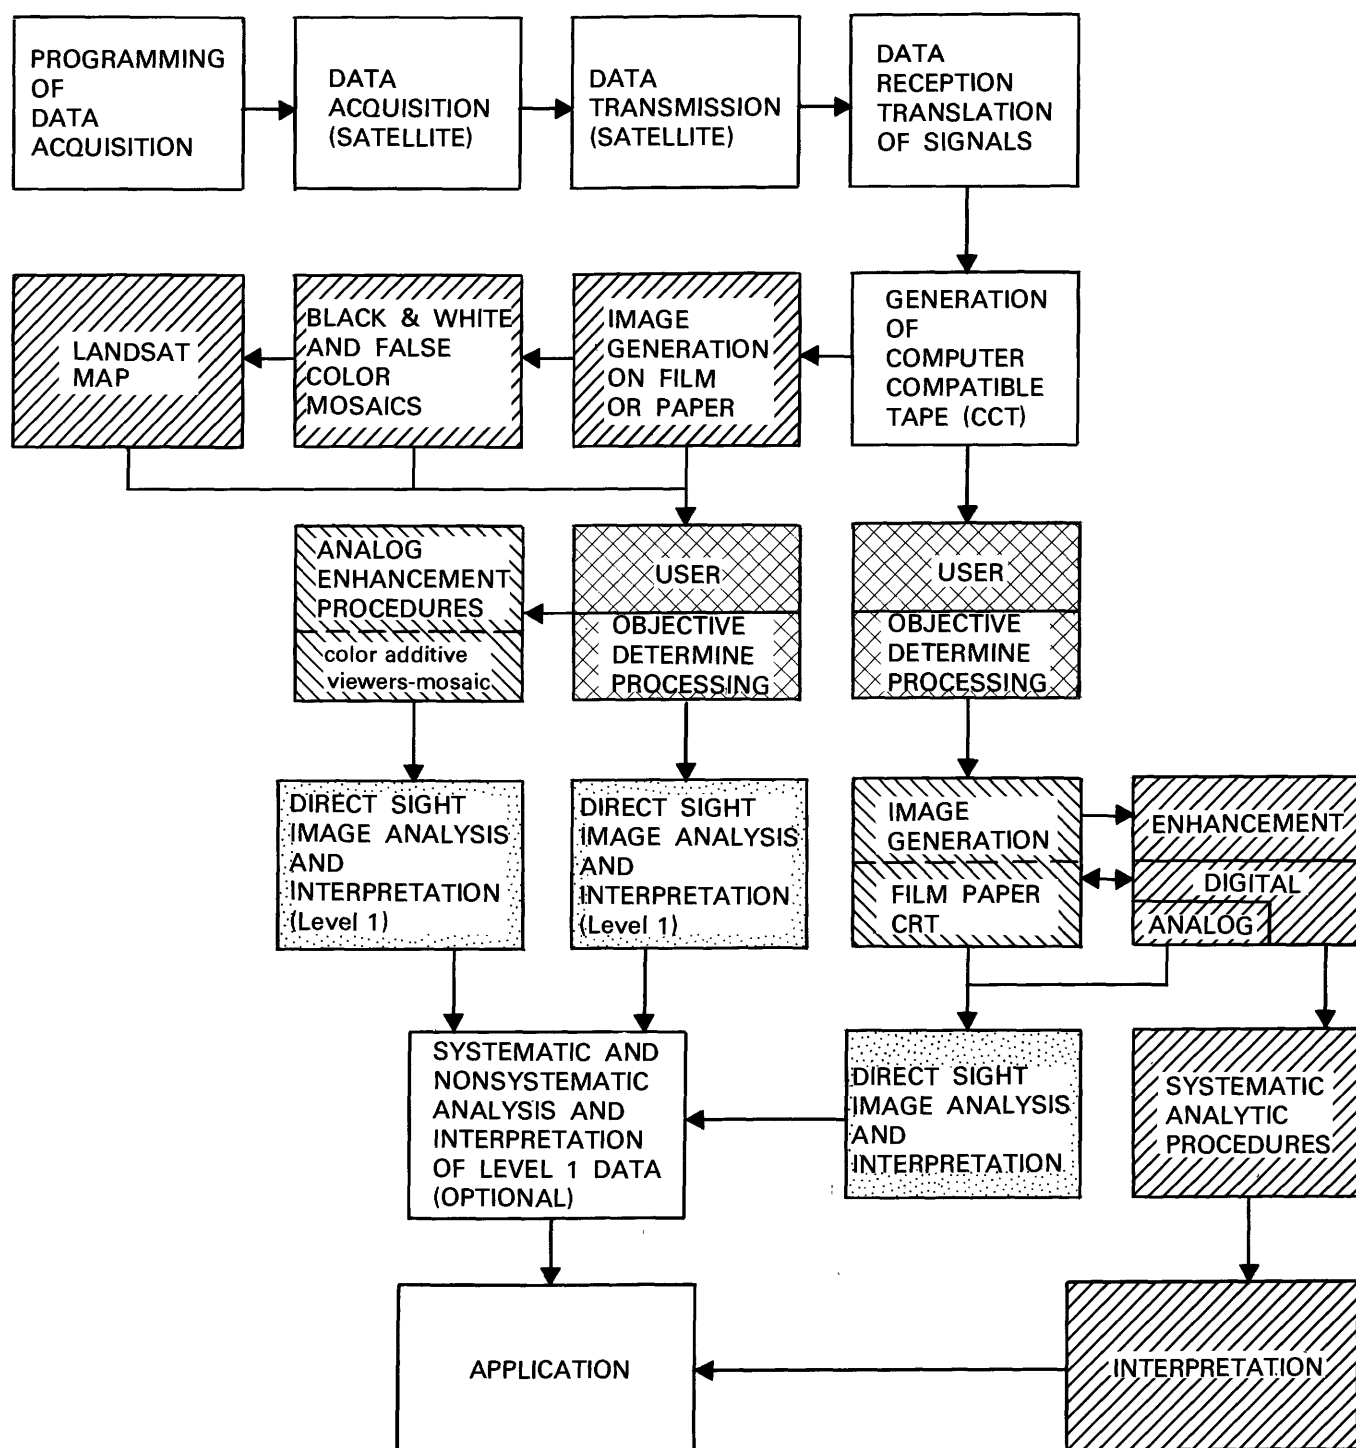 PROGRAMMING
OF
DATA
ACQUISITION
DATA
ACQUISITION
(SATELLITE)
DATA
TRANSMISSION
(SATELLITE)
DATA
RECEPTION
TRANSLATION
OF SIGNALS
LANDSAT
MAP
BLACK & WHITE
AND FALSE
COLOR
MOSAICS
IMAGE
GENERATION
ON FILM
OR PAPER
GENERATION
OF
COMPUTER
COMPATIBLE
TAPE (CCT)
ANALOG
ENHANCEMENT
PROCEDURES
color additive
viewers-mosaic
USER
OBJECTIVE
DETERMINE
PROCESSING
USER
OBJECTIVE
DETERMINE
PROCESSING
DIRECT SIGHT
IMAGE ANALYSIS
AND
INTERPRETATION
(Level 1)
DIRECT SIGHT
IMAGE ANALYSIS
AND
INTERPRETATION
(Level 1)
IMAGE
GENERATION
FILM PAPER
CRT
ENHANCEMENT
DIGITAL
ANALOG
SYSTEMATIC AND
NONSYSTEMATIC
ANALYSIS AND
INTERPRETATION
OF LEVEL 1 DATA
(OPTIONAL)
DIRECT SIGHT
IMAGE ANALYSIS
AND
INTERPRETATION
SYSTEMATIC
ANALYTIC
PROCEDURES
APPLICATION
INTERPRETATION